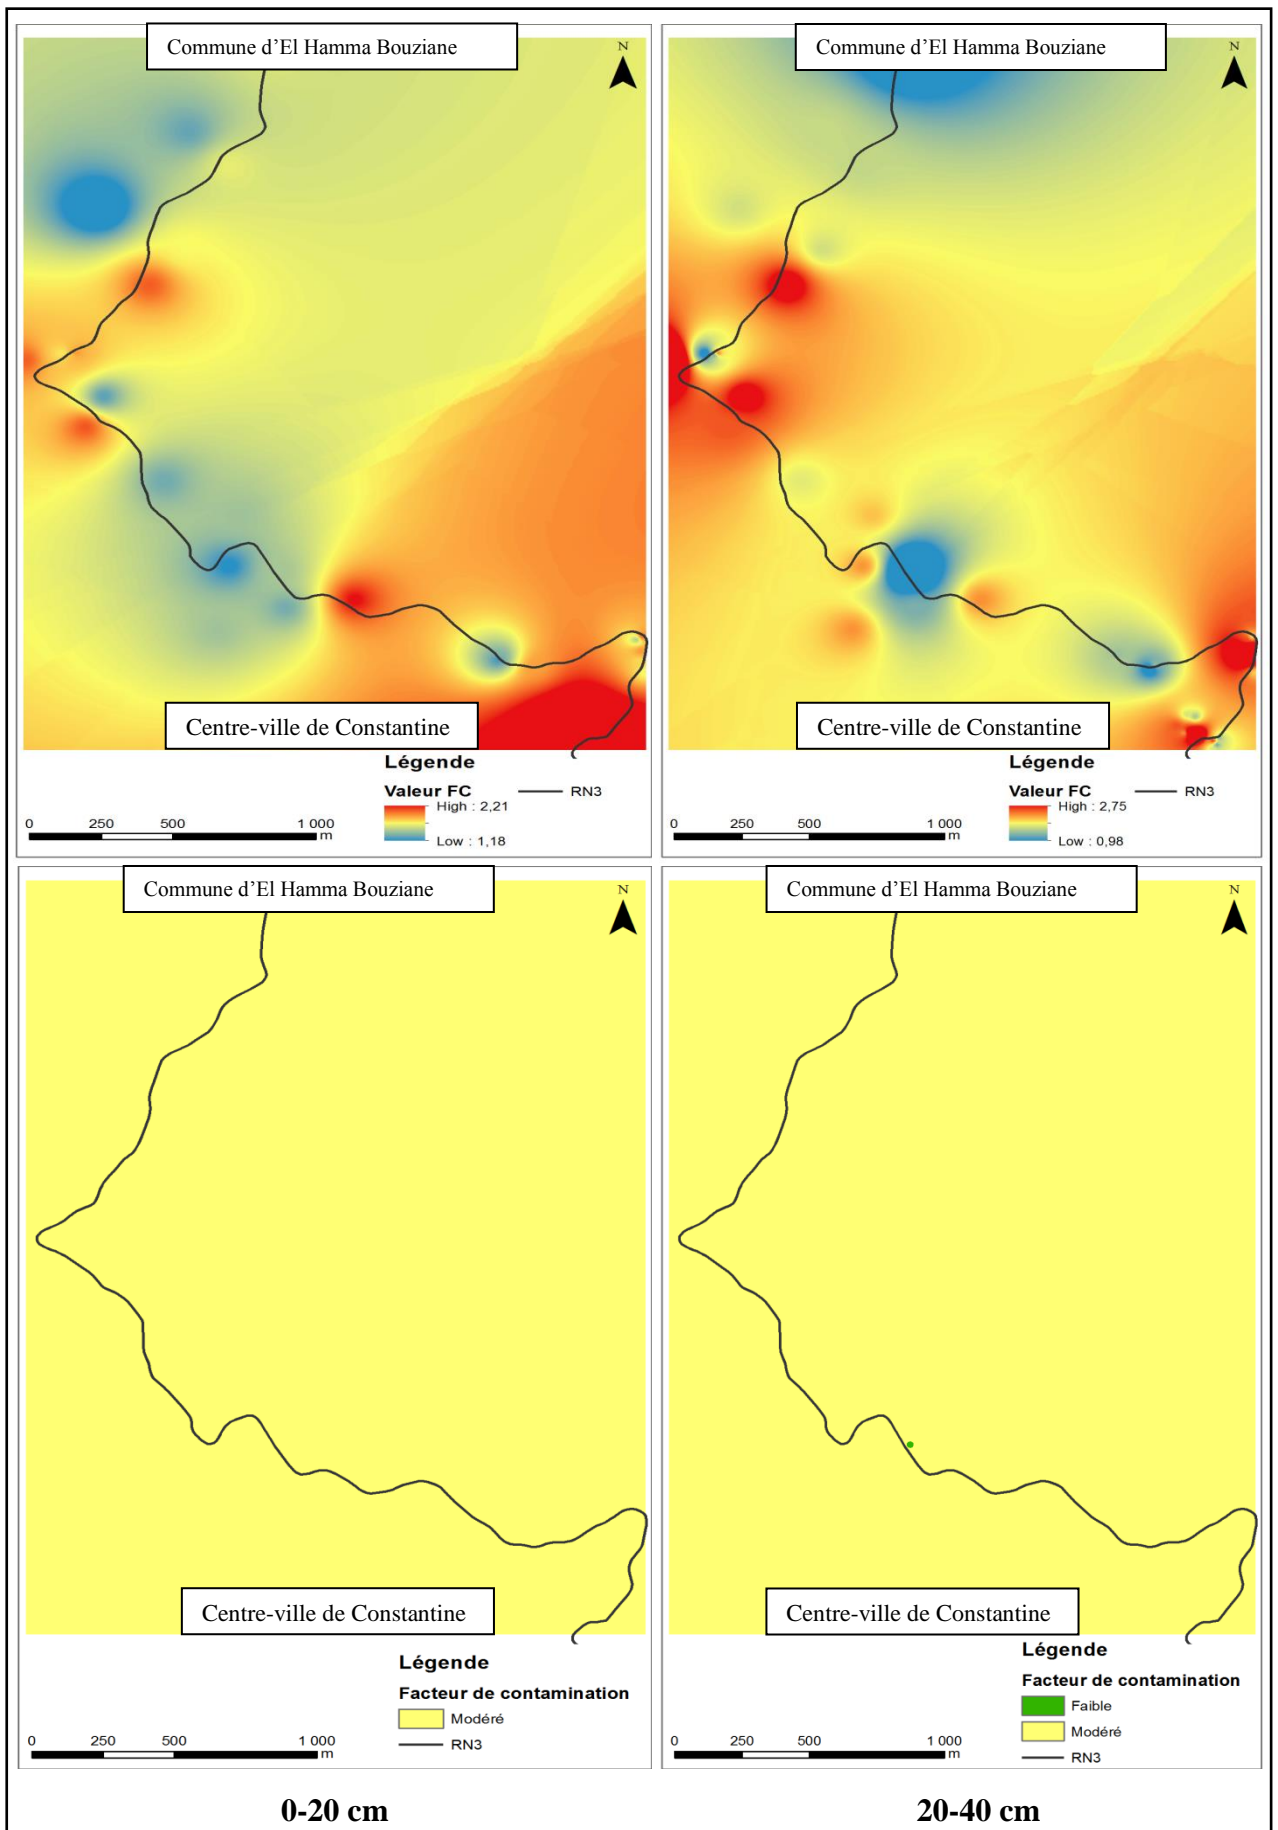 Commune d'El Hamma Bouziane
N
Centre-ville de Constantine
Légende
Valeur FC
High : 2,21
Low : 1,18
RN3
0 250 500 1 000
m
Commune d'El Hamma Bouziane
N
Centre-ville de Constantine
Légende
Valeur FC
High : 2,75
Low : 0,98
RN3
0 250 500 1 000
m
Commune d'El Hamma Bouziane
N
Centre-ville de Constantine
Légende
Facteur de contamination
Modéré
RN3
0 250 500 1 000
m
Commune d'El Hamma Bouziane
N
Centre-ville de Constantine
Légende
Facteur de contamination
Faible
Modéré
RN3
0 250 500 1 000
m
0-20 cm
20-40 cm